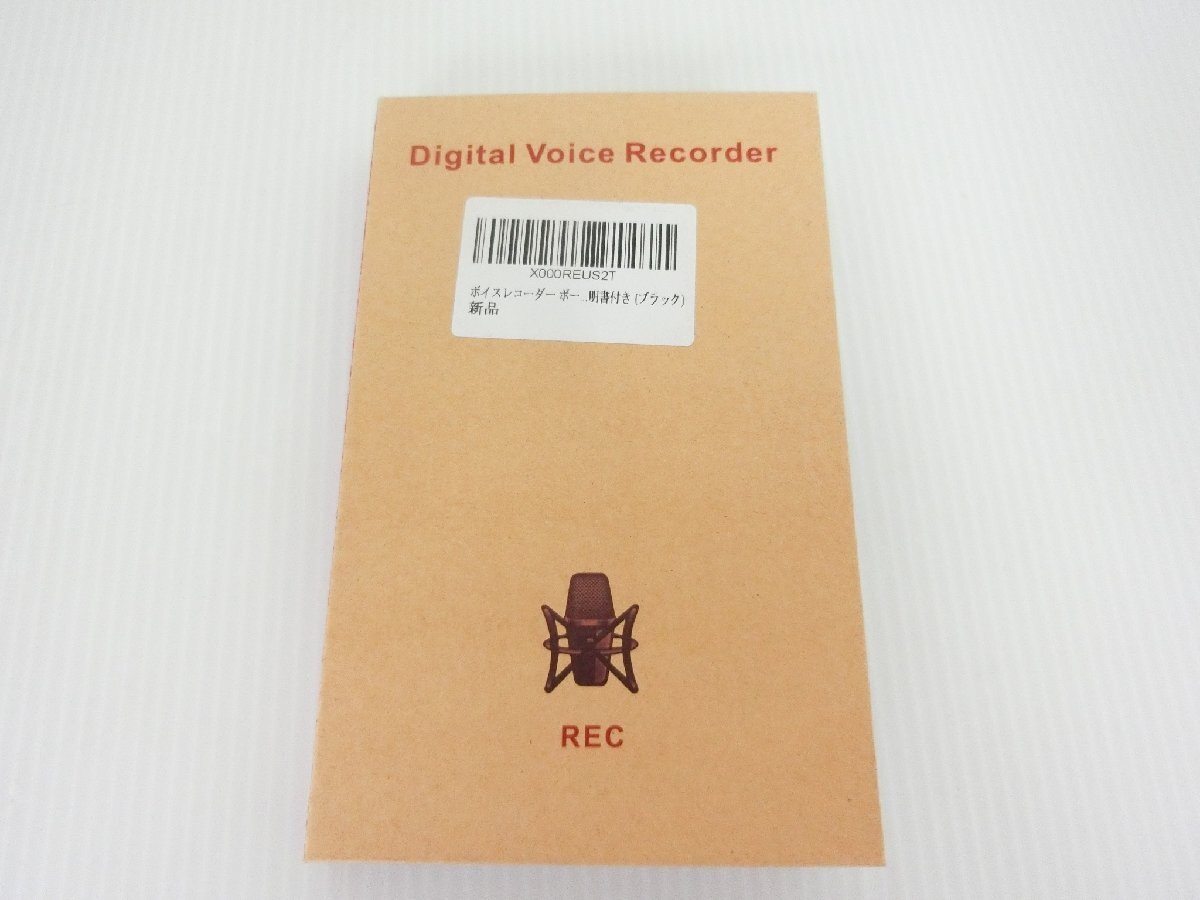 Digital Voice Recorder
X000REUS2T
ボイスレコーダー ボー...明書付き (ブラック)
新品
REC